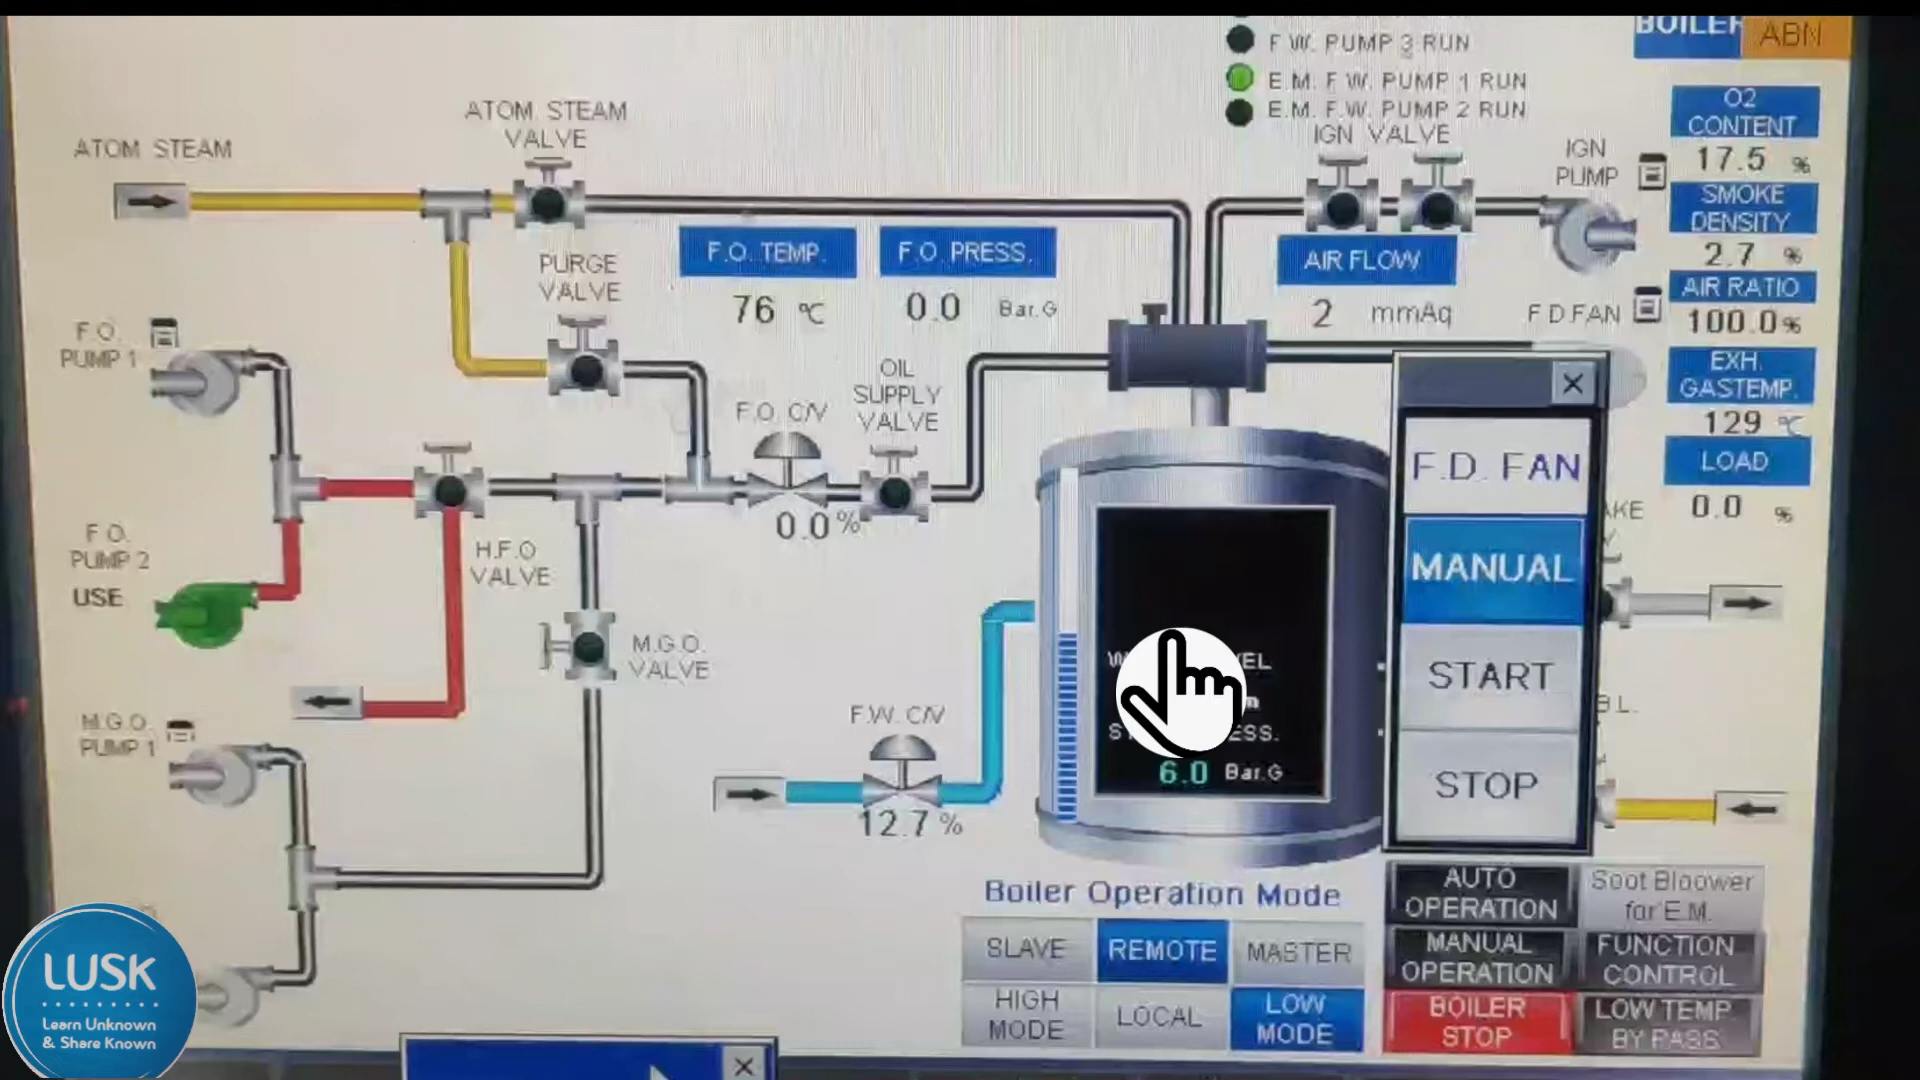 F.W. PUMP 3 RUN
E.M. F.W. PUMP 1 RUN
E.M. F.W. PUMP 2 RUN
BOILER
ABN
ATOM STEAM
ATOM. STEAM
VALVE
IGN VALVE
IGN
PUMP
O2
CONTENT
17.5 %
SMOKE
DENSITY
2.7 %
AIR RATIO
100.0%
EXH.
GASTEMP.
129 ℃
LOAD
0.0 %
PURGE
VALVE
F.O. TEMP.
76 ℃
F.O. PRESS.
0.0 Bar.G
AIR FLOW
2 mmAq
F.D.FAN
F.O.
PUMP 1
F.O. C/V
0.0%
OIL
SUPPLY
VALVE
F.D. FAN
MANUAL
START
STOP
F.O.
PUMP 2
USE
H.F.O
VALVE
M.G.O.
VALVE
M.G.O.
PUMP 1
F.W. C/V
12.7 %
6.0 Bar.G
B.L.
Boiler Operation Mode
SLAVE
REMOTE
MASTER
HIGH
MODE
LOCAL
LOW
MODE
AUTO
OPERATION
Soot Bloower
for E.M.
MANUAL
OPERATION
FUNCTION
CONTROL
BOILER
STOP
LOW TEMP.
BY PASS
LUSK
Learn Unknown
& Share Known